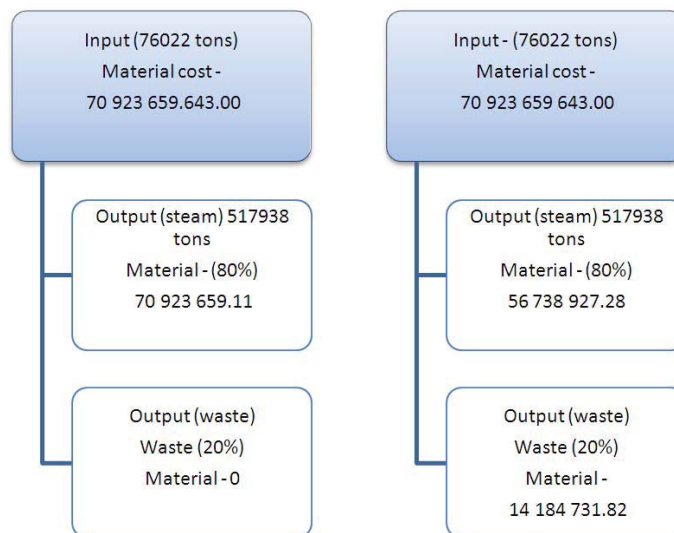 Input (76022 tons)
Material cost -
70 923 659.643.00
Output (steam) 517938
tons
Material - (80%)
70 923 659.11
Output (waste)
Waste (20%)
Material - 0
Input - (76022 tons)
Material cost -
70 923 659 643.00
Output (steam) 517938
tons
Material - (80%)
56 738 927.28
Output (waste)
Waste (20%)
Material -
14 184 731.82